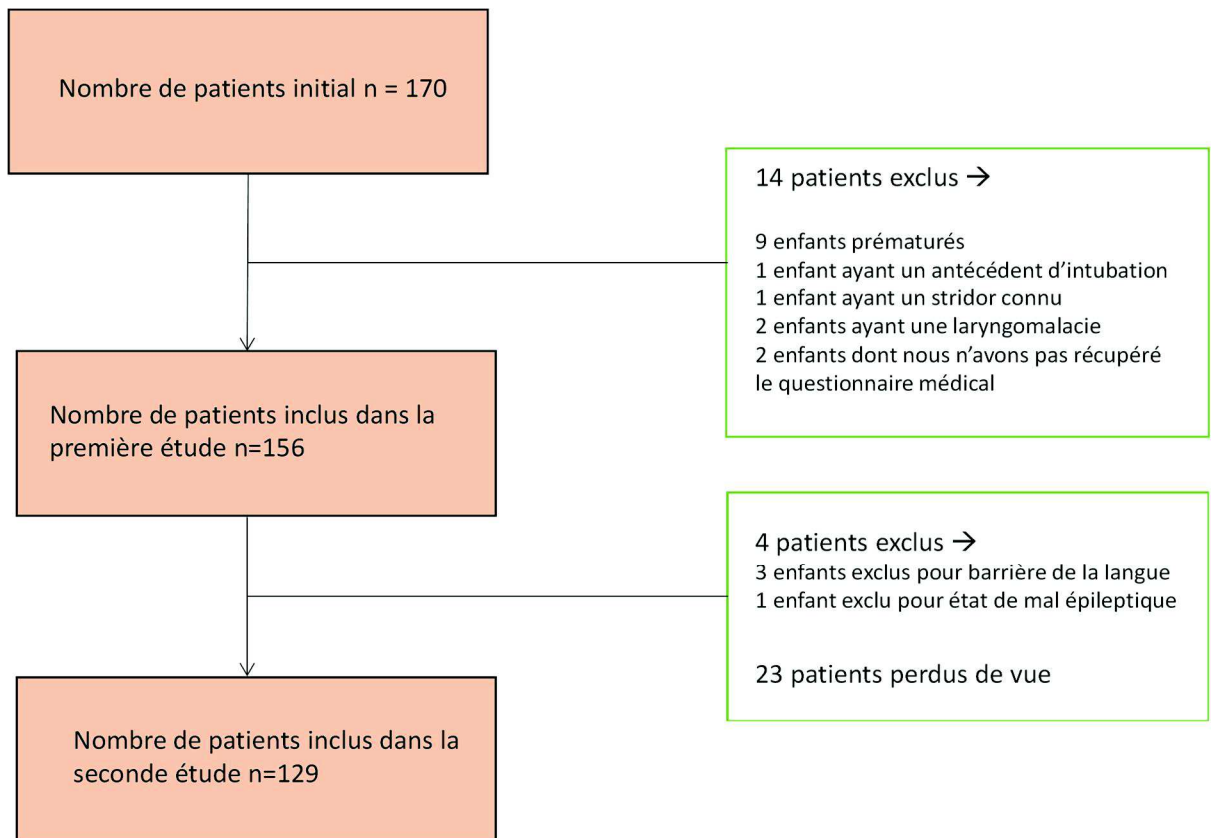 Nombre de patients initial n = 170
14 patients exclus →
9 enfants prématurés
1 enfant ayant un antécédent d’intubation
1 enfant ayant un stridor connu
2 enfants ayant une laryngomalacie
2 enfants dont nous n’avons pas récupéré
le questionnaire médical
Nombre de patients inclus dans la
première étude n=156
4 patients exclus →
3 enfants exclus pour barrière de la langue
1 enfant exclu pour état de mal épileptique
23 patients perdus de vue
Nombre de patients inclus dans la
seconde étude n=129